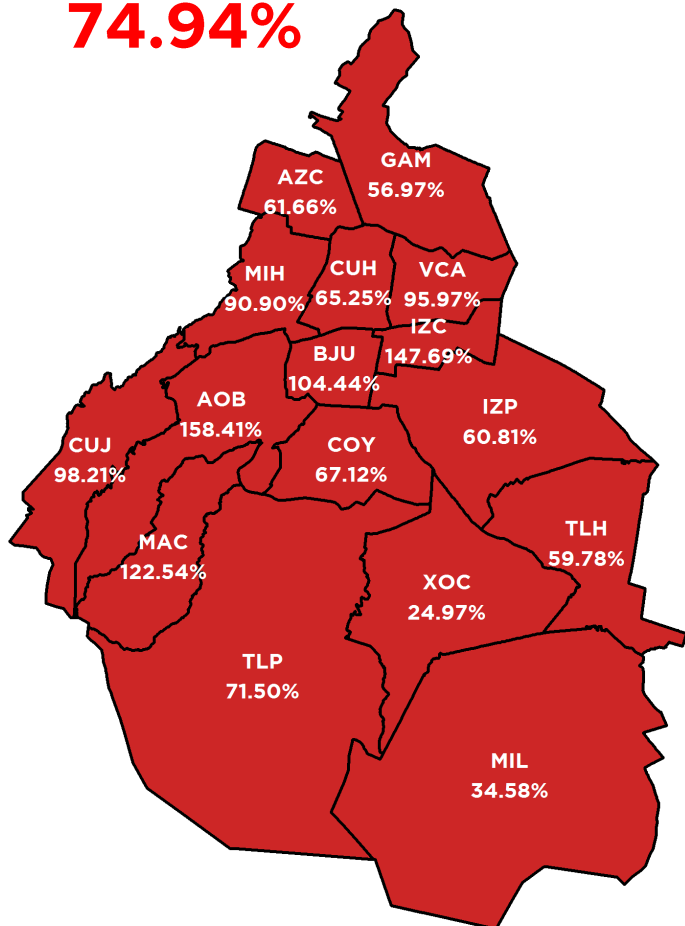 74.94%
GAM
56.97%
AZC
61.66%
MIH
90.90%
CUH
65.25%
VCA
95.97%
IZC
147.69%
BJU
104.44%
AOB
158.41%
IZP
60.81%
CUJ
98.21%
COY
67.12%
MAC
122.54%
TLH
59.78%
XOC
24.97%
TLP
71.50%
MIL
34.58%